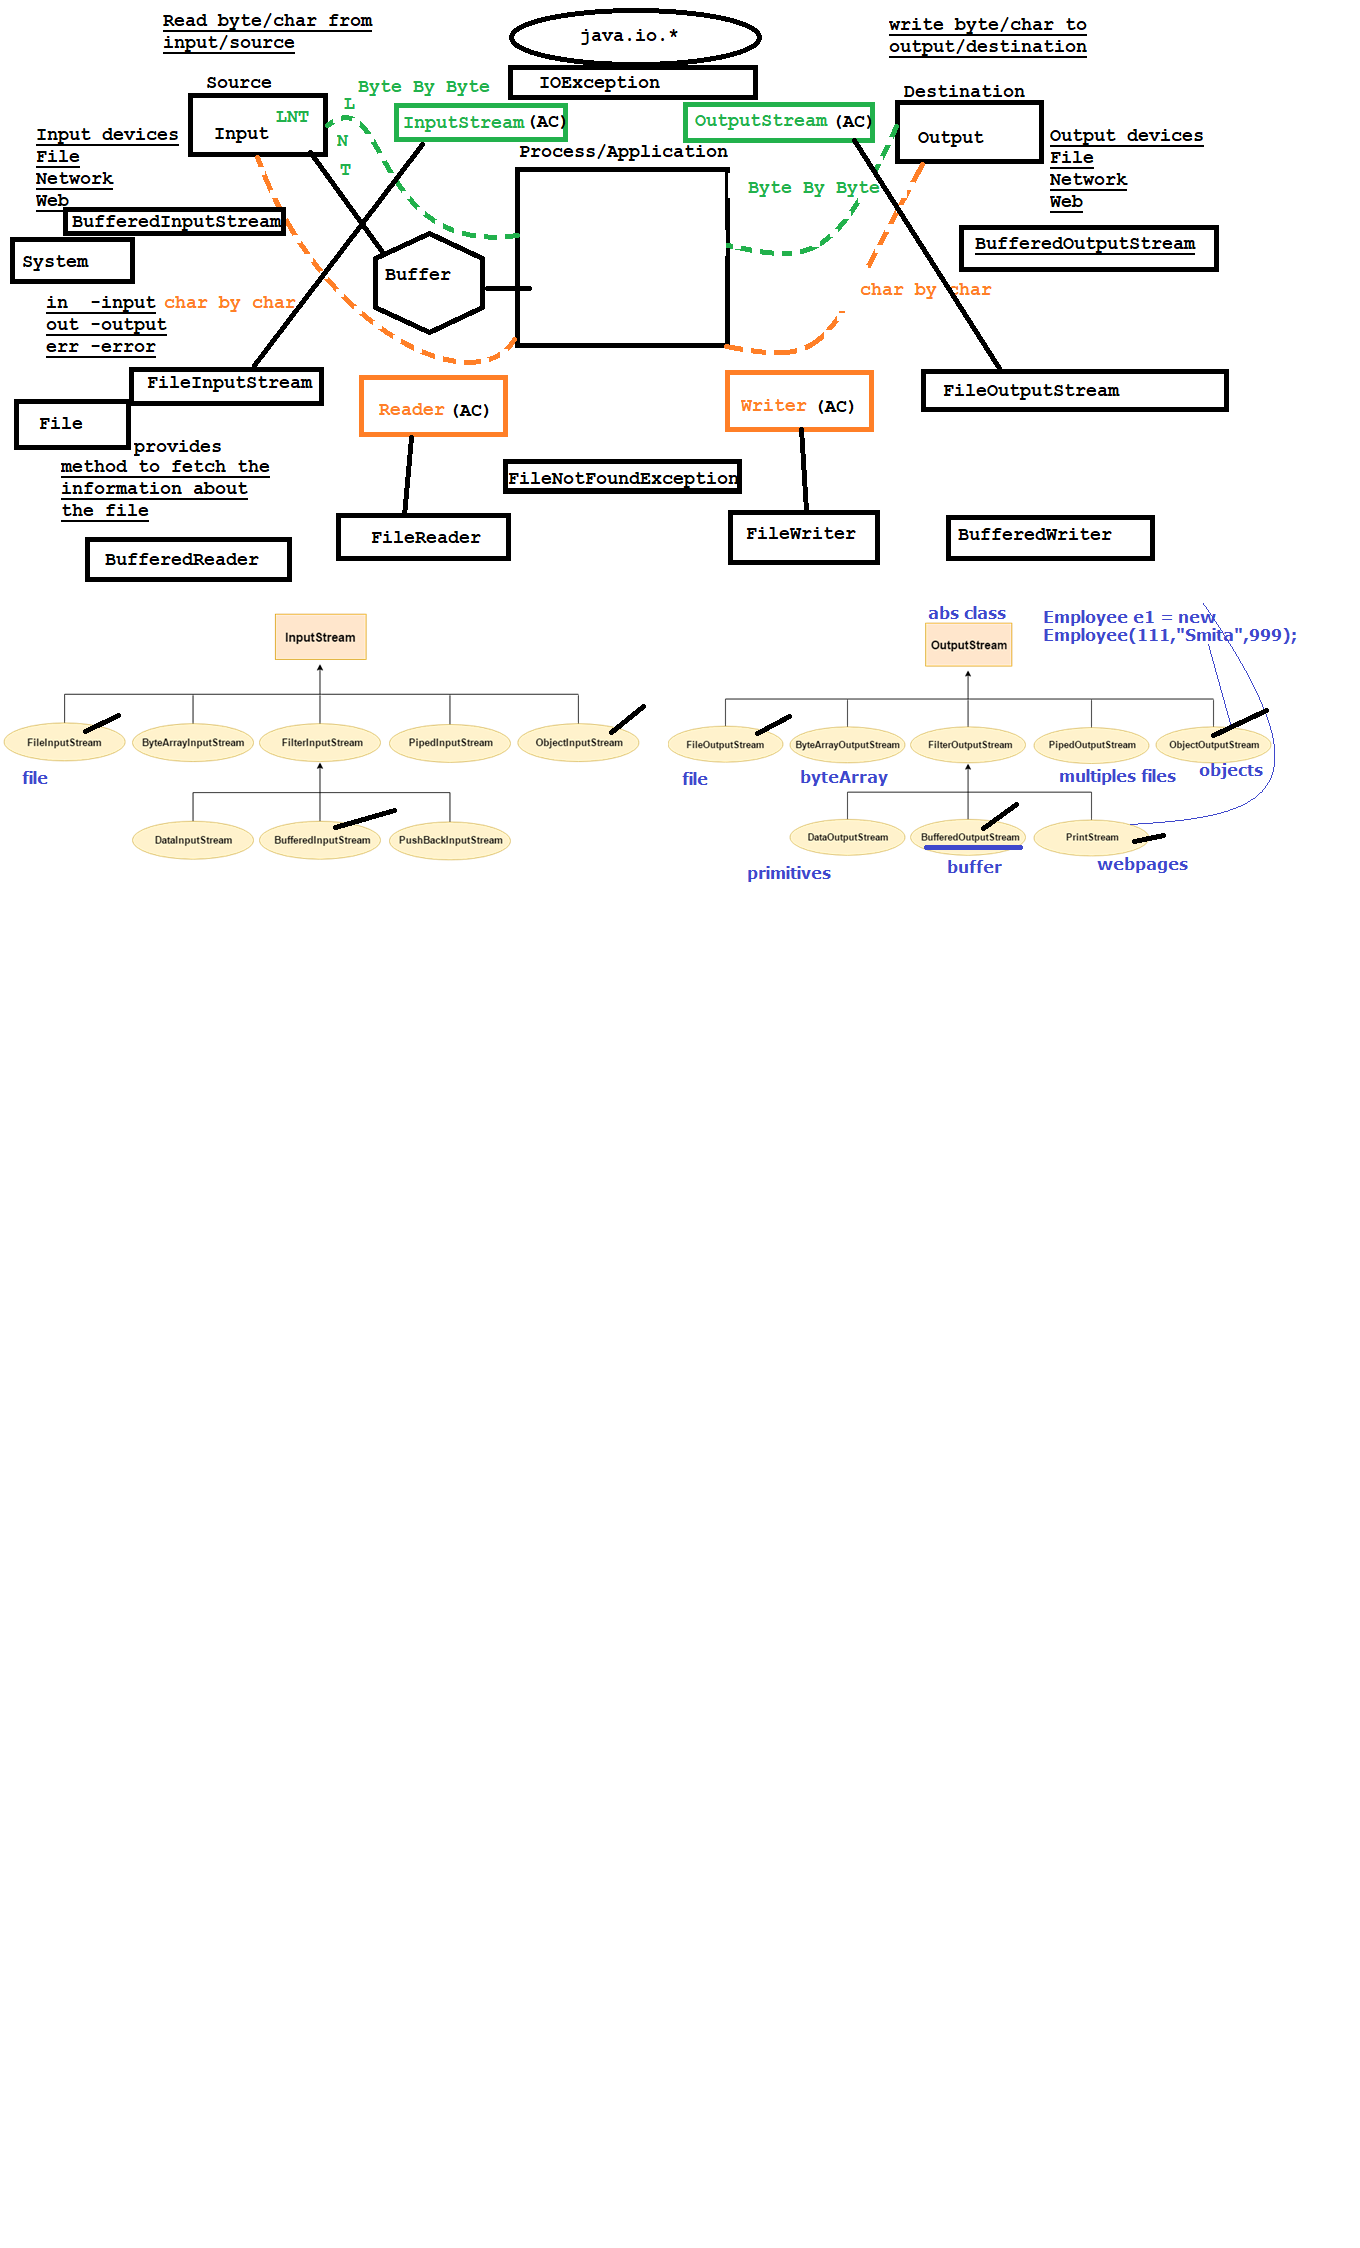 Read byte/char from
input/source
java.io.*
write byte/char to
output/destination
IOException
Source
Byte By Byte
Destination
LNT
L
N
T
Input
InputStream (AC)
OutputStream (AC)
Output
Process/Application
Input devices
File
Network
Web
Output devices
File
Network
Web
Byte By Byte
BufferedInputStream
BufferedOutputStream
System
Buffer
in  -input
out -output
err -error
char by char
char by char
FileInputStream
FileOutputStream
File
Reader (AC)
Writer (AC)
provides
method to fetch the
information about
the file
FileNotFoundException
FileReader
FileWriter
BufferedWriter
BufferedReader
InputStream
FileInputStream
ByteArrayInputStream
FilterInputStream
PipedInputStream
ObjectInputStream
file
DataInputStream
BufferedInputStream
PushBackInputStream
abs class
OutputStream
Employee e1 = new
Employee(111,"Smita",999);
FileOutputStream
ByteArrayOutputStream
FilterOutputStream
PipedOutputStream
ObjectOutputStream
file
byteArray
multiples files
objects
DataOutputStream
BufferedOutputStream
PrintStream
primitives
buffer
webpages